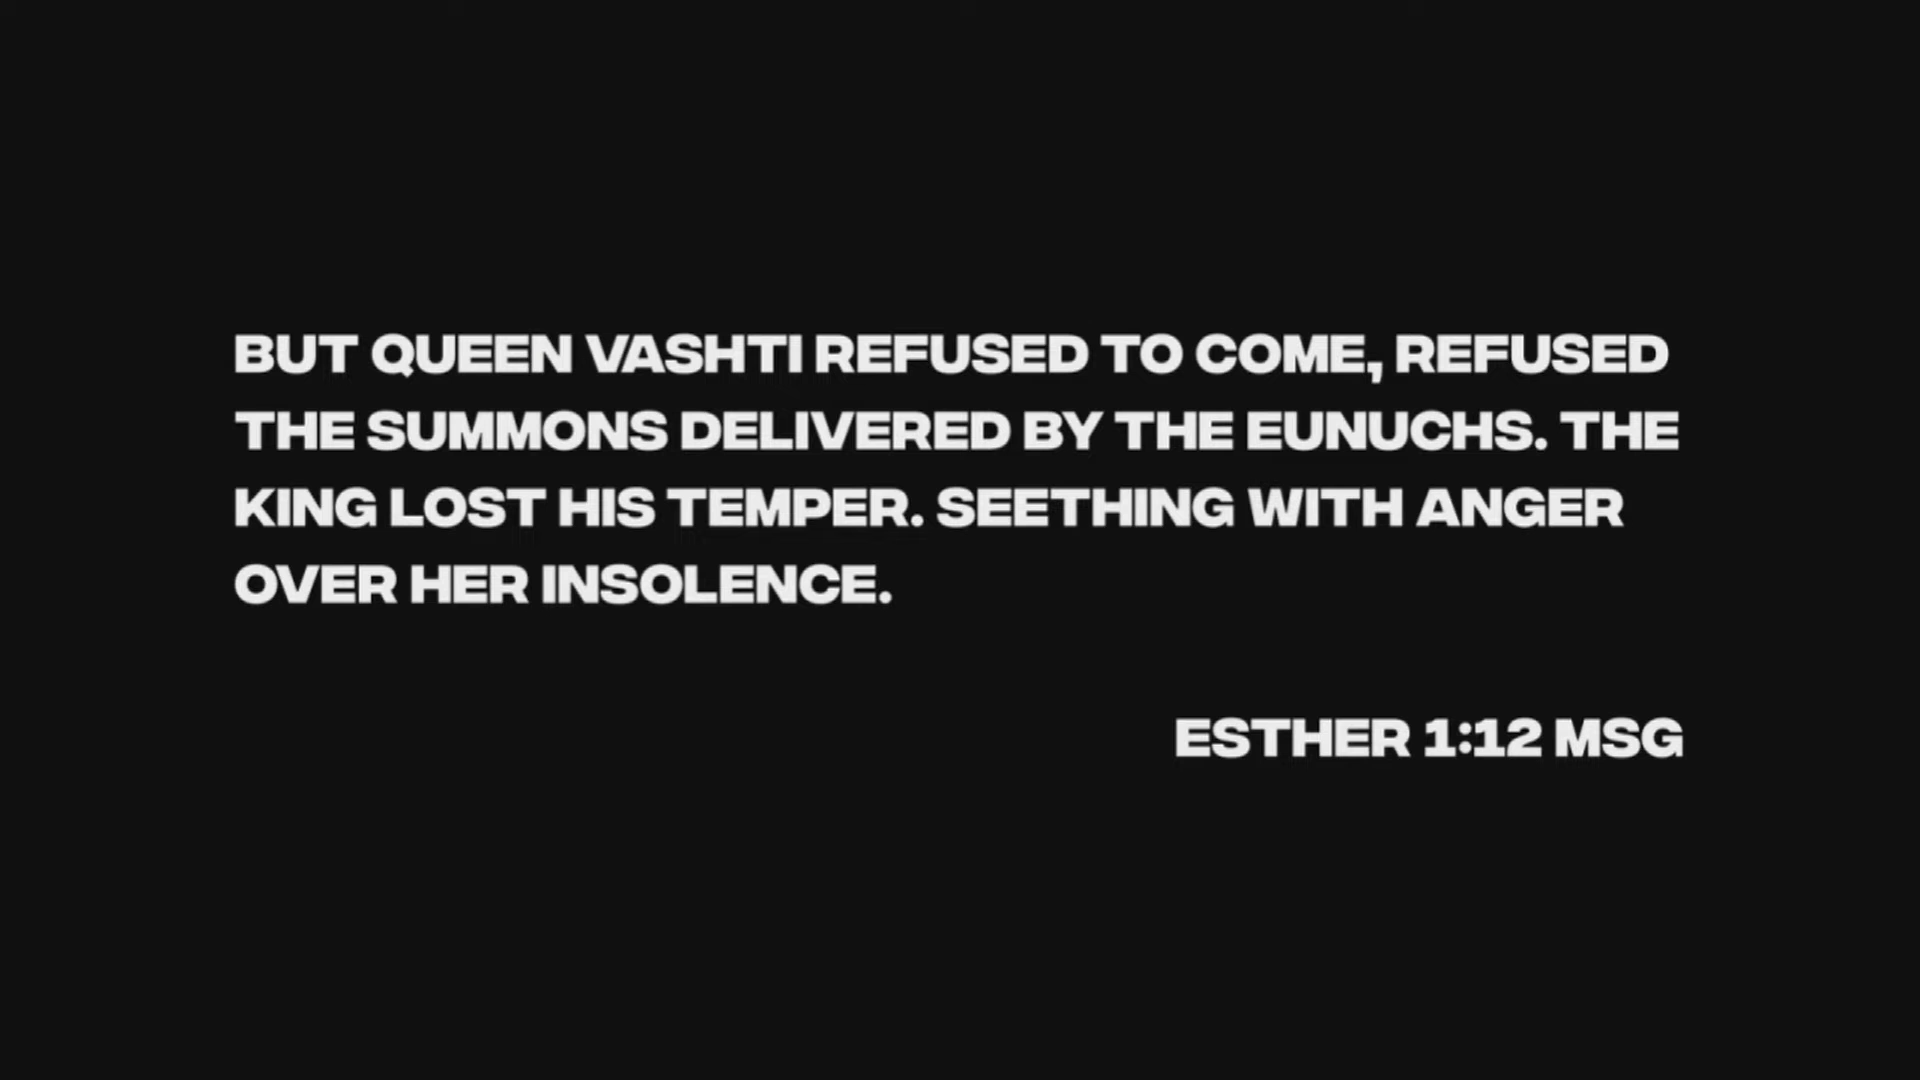 BUT QUEEN VASHTI REFUSED TO COME, REFUSED
THE SUMMONS DELIVERED BY THE EUNUCHS. THE
KING LOST HIS TEMPER. SEETHING WITH ANGER
OVER HER INSOLENCE.
ESTHER 1:12 MSG